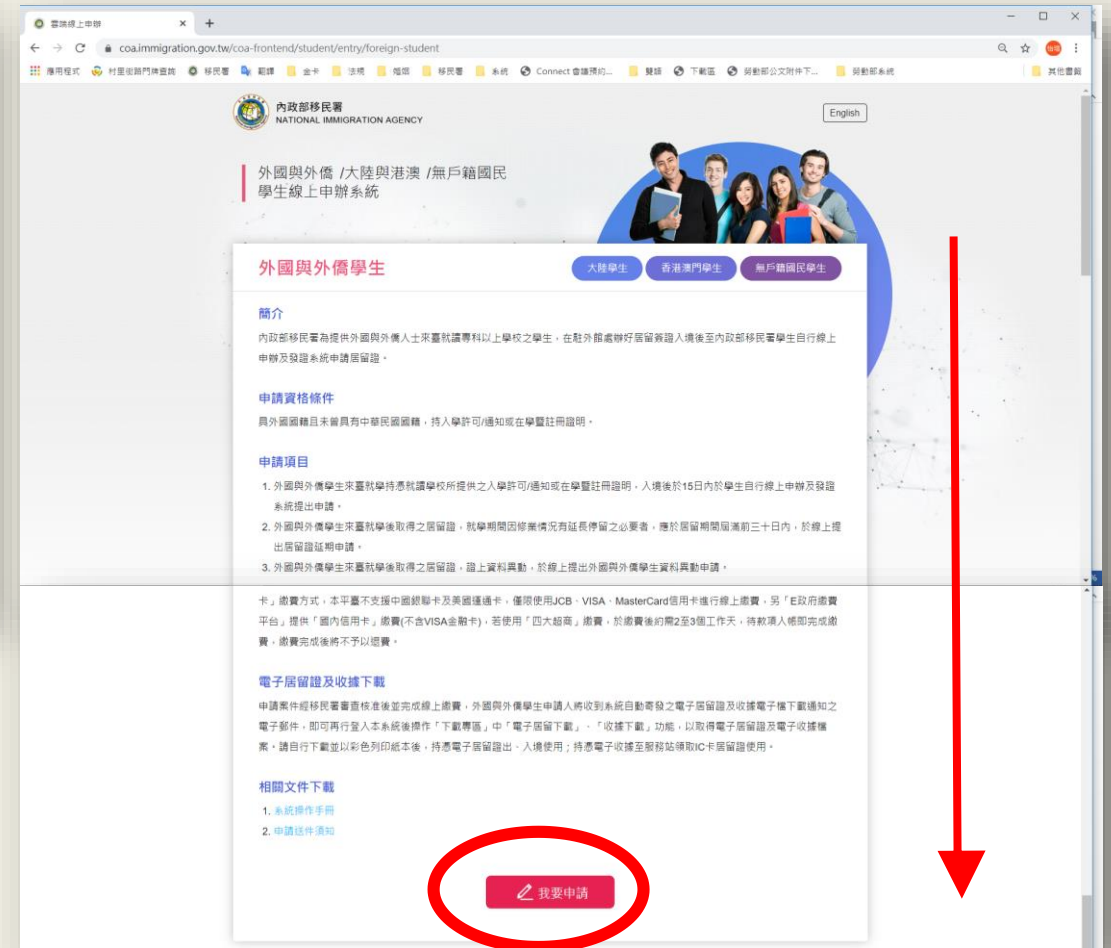 雲端線上申辦
coa.immigration.gov.tw/coa-frontend/student/entry/foreign-student
應用程式 村里街路門牌查詢 移民署 翻譯 金卡 法規 婚姻 移民署 系統 Connect 會議預約... 雙語 下載區 勞動部公文附件下... 勞動部系統 其他書籤
內政部移民署
NATIONAL IMMIGRATION AGENCY
English
外國與外僑 /大陸與港澳 /無戶籍國民
學生線上申辦系統
外國與外僑學生
大陸學生 香港澳門學生 無戶籍國民學生
簡介
內政部移民署為提供外國與外僑人士來臺就讀專科以上學校之學生，在駐外館處辦好居留簽證入境後至內政部移民署學生自行線上
申辦及發證系統申請居留證。
申請資格條件
具外國國籍且未曾具有中華民國國籍，持入學許可/通知或在學暨註冊證明。
申請項目
1. 外國與外僑學生來臺就學持憑就讀學校所提供之入學許可/通知或在學暨註冊證明，入境後於15日內於學生自行線上申辦及發證
系統提出申請。
2. 外國與外僑學生來臺就學後取得之居留證，就學期間因修業情況有延長停留之必要者，應於居留期間屆滿前三十日內，於線上提
出居留證延期申請。
3. 外國與外僑學生來臺就學後取得之居留證，證上資料異動，於線上提出外國與外僑學生資料異動申請。
卡」繳費方式，本平臺不支援中國銀聯卡及美國運通卡，僅限使用JCB、VISA、MasterCard信用卡進行線上繳費，另「E政府繳費
平台」提供「國內信用卡」繳費(不含VISA金融卡)，若使用「四大超商」繳費，於繳費後約需2至3個工作天，待款項入帳即完成繳
費，繳費完成後將不予以退費。
電子居留證及收據下載
申請案件經移民署審查核准後並完成線上繳費，外國與外僑學生申請人將收到系統自動寄發之電子居留證及收據電子檔下載通知之
電子郵件，即可再行登入本系統後操作「下載專區」中「電子居留下載」、「收據下載」功能，以取得電子居留證及電子收據檔
案。請自行下載並以彩色列印紙本後，持憑電子居留證出、入境使用；持憑電子收據至服務站領取IC卡居留證使用。
相關文件下載
1. 系統操作手冊
2. 申請送件須知
我要申請